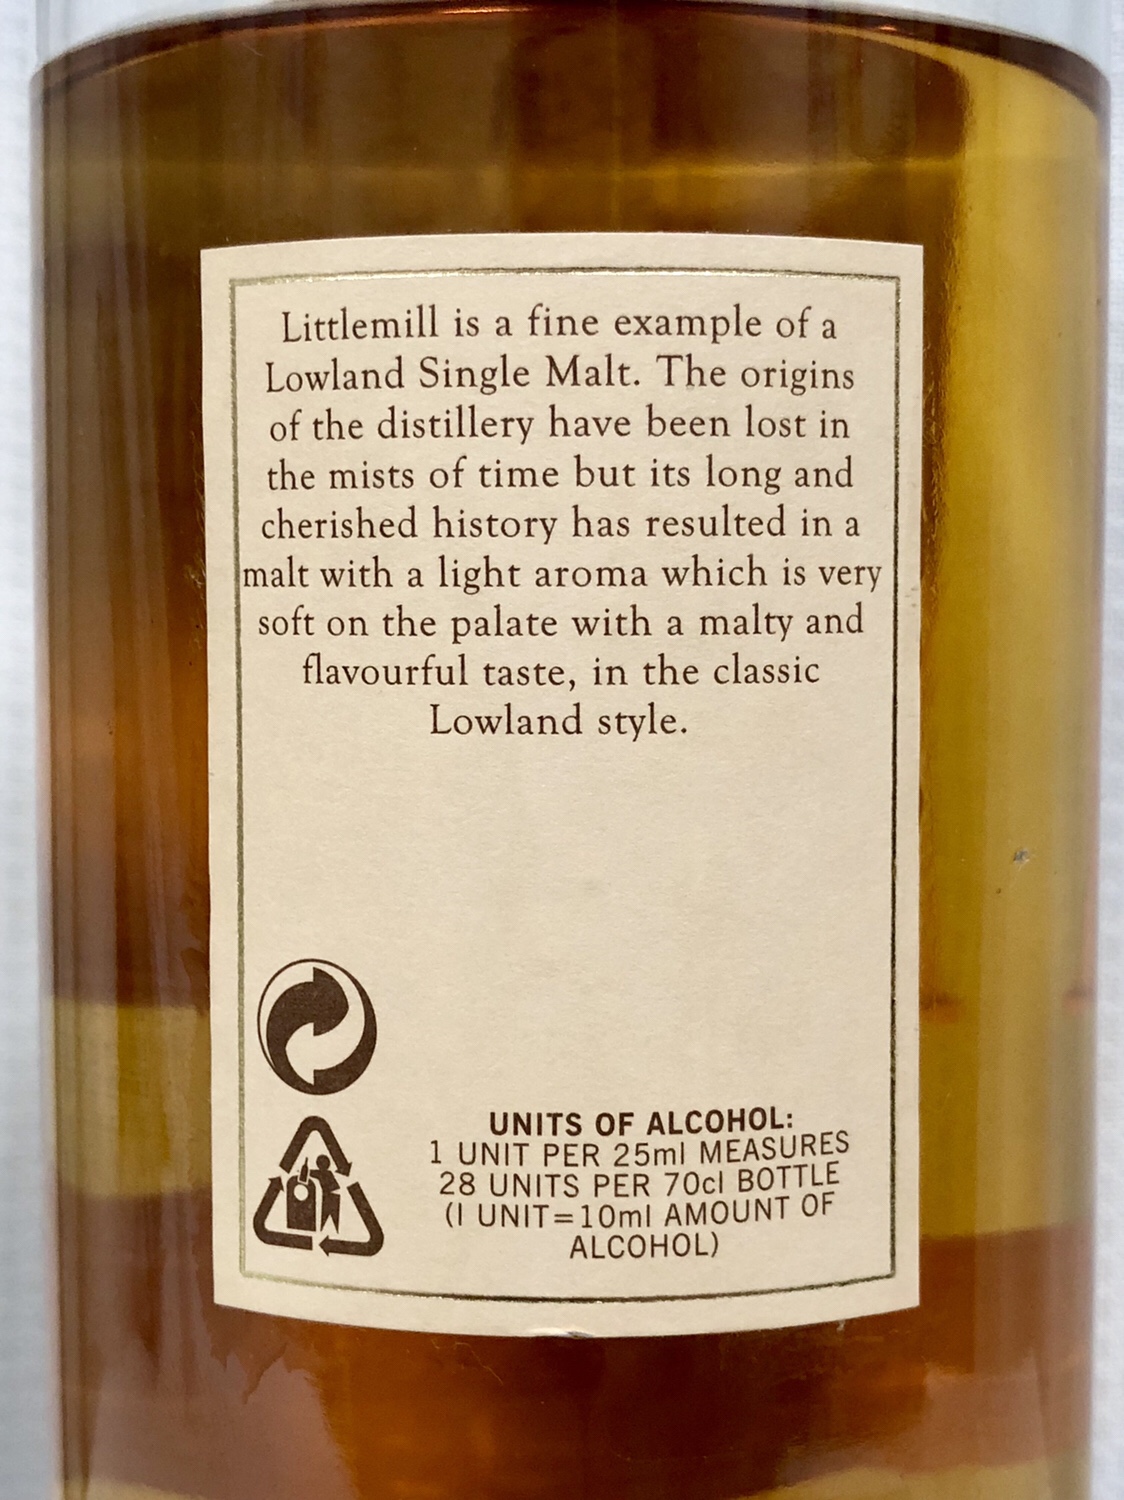 Littlemill is a fine example of a
Lowland Single Malt. The origins
of the distillery have been lost in
the mists of time but its long and
cherished history has resulted in a
malt with a light aroma which is very
soft on the palate with a malty and
flavourful taste, in the classic
Lowland style.
UNITS OF ALCOHOL:
1 UNIT PER 25ml MEASURES
28 UNITS PER 70cl BOTTLE
(I UNIT=10ml AMOUNT OF
ALCOHOL)